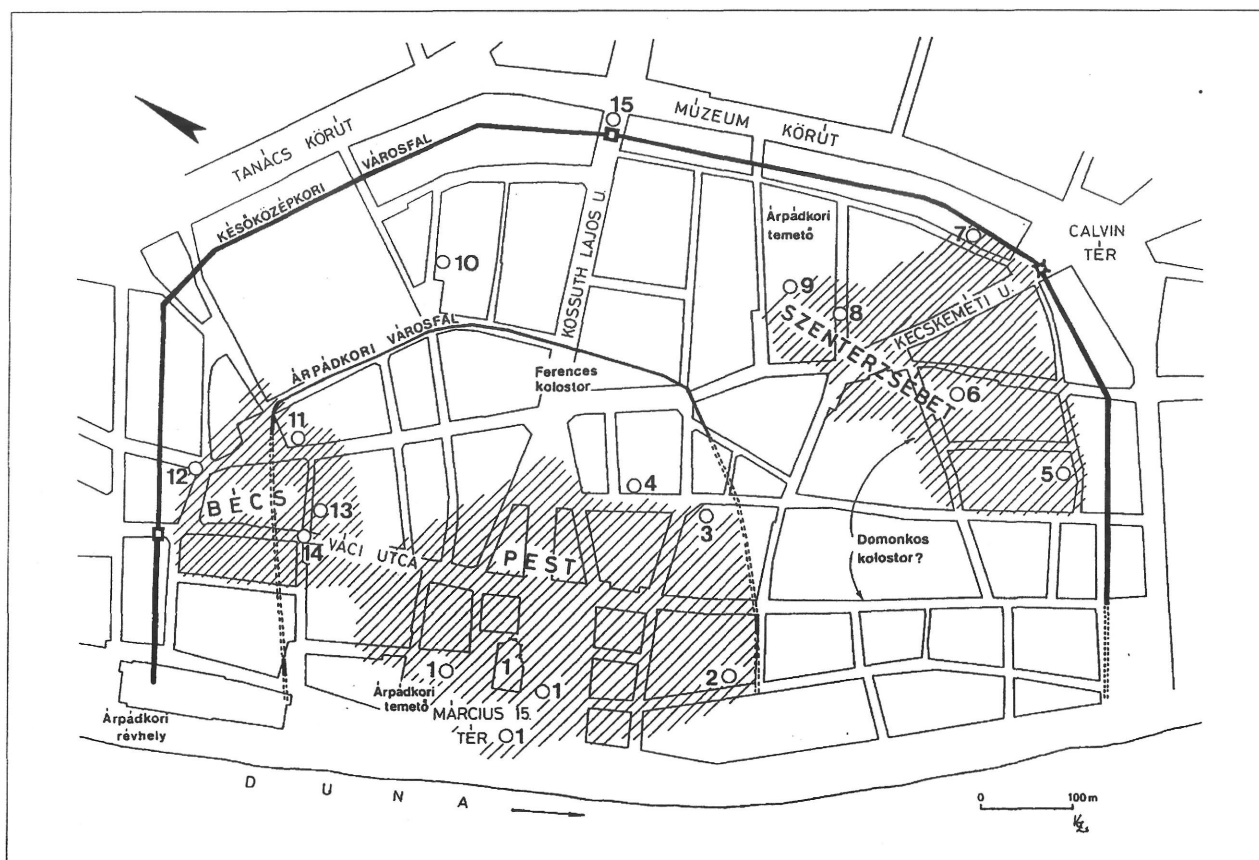 15
MÚZEUM KÖRÚT
TANÁCS KÖRÚT
KÉSŐKÖZÉPKORI VÁROSFAL
KOSSUTH LAJOS U.
Árpádkori
temető
7
CALVIN
TÉR
10
9
8
SZENTERZSÉBET
KECSKEMÉTI U.
ÁRPÁDKORI VÁROSFAL
Ferences
kolostor
6
11
12
4
5
BÉCS
13
3
14
VÁCI UTCA
PEST
Domonkos
kolostor?
1
1
1
2
Árpádkori
temető
MÁRCIUS 15.
TÉR
1
Árpádkori
révhely
DUNA
0 100 m